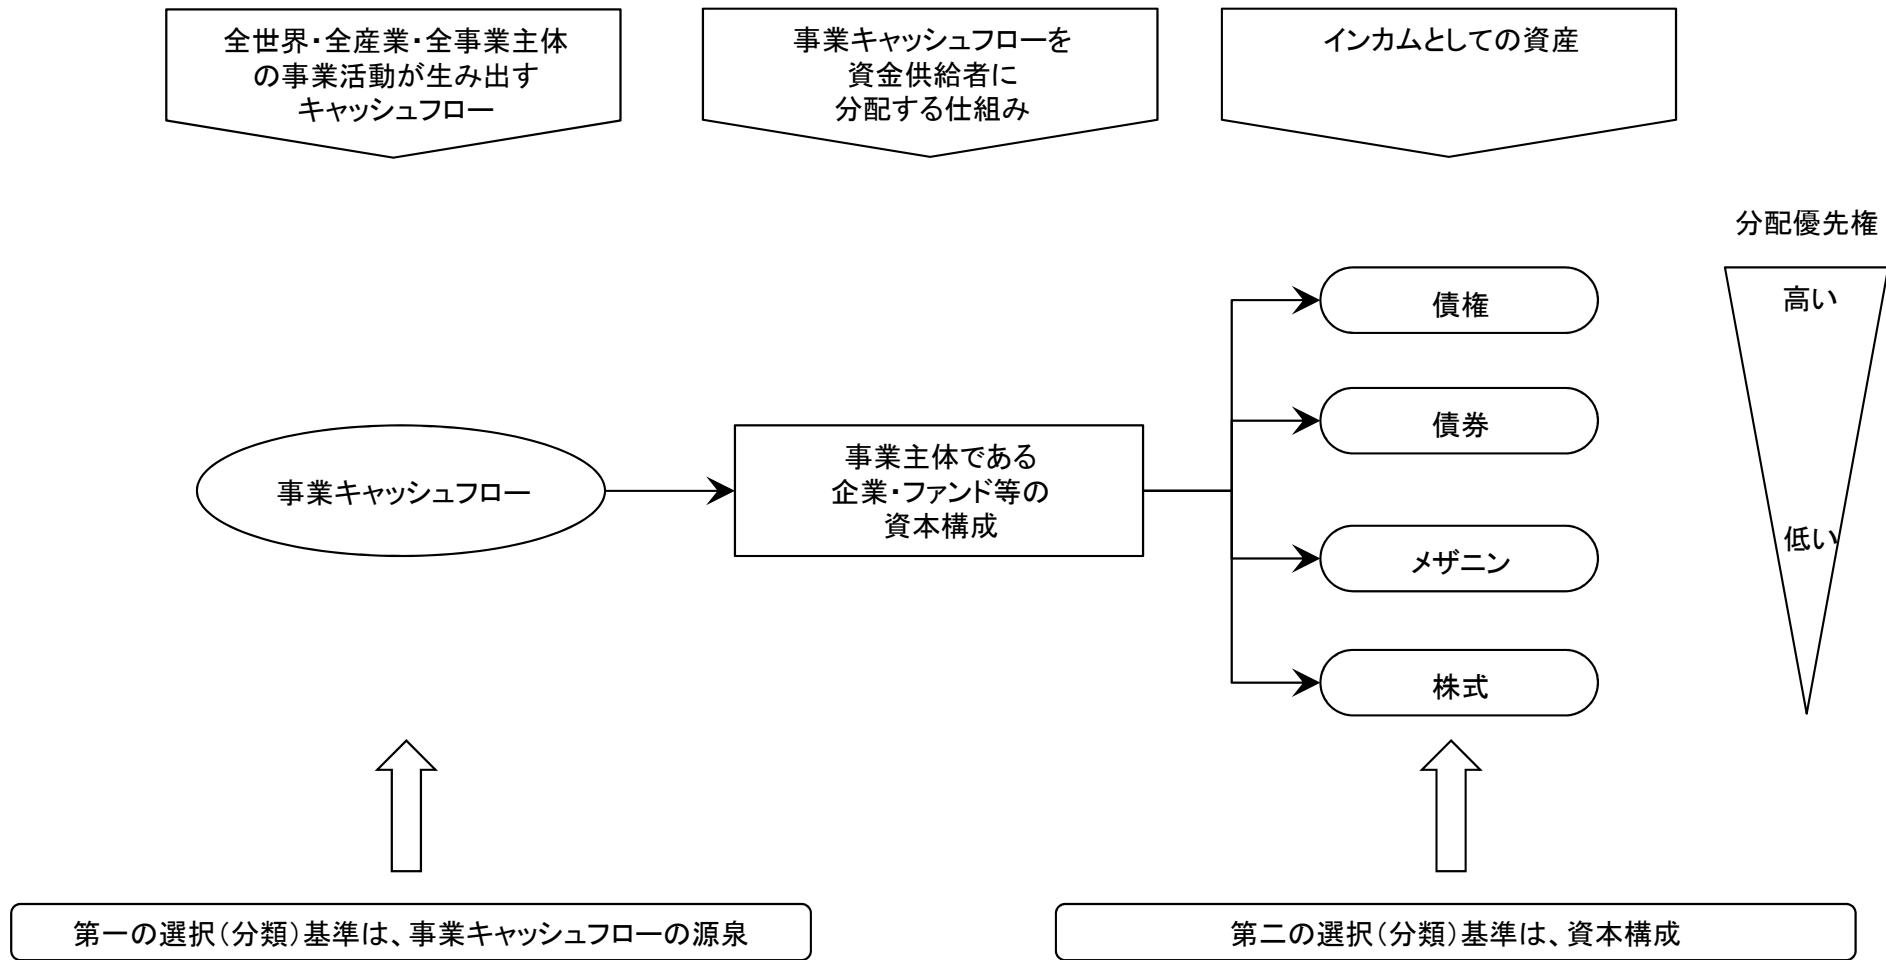 全世界・全産業・全事業主体
の事業活動が生み出す
キャッシュフロー
事業キャッシュフローを
資金供給者に
分配する仕組み
インカムとしての資産
分配優先権
高い
低い
債権
債券
メザニン
株式
事業キャッシュフロー
事業主体である
企業・ファンド等の
資本構成
第一の選択(分類)基準は、事業キャッシュフローの源泉
第二の選択(分類)基準は、資本構成